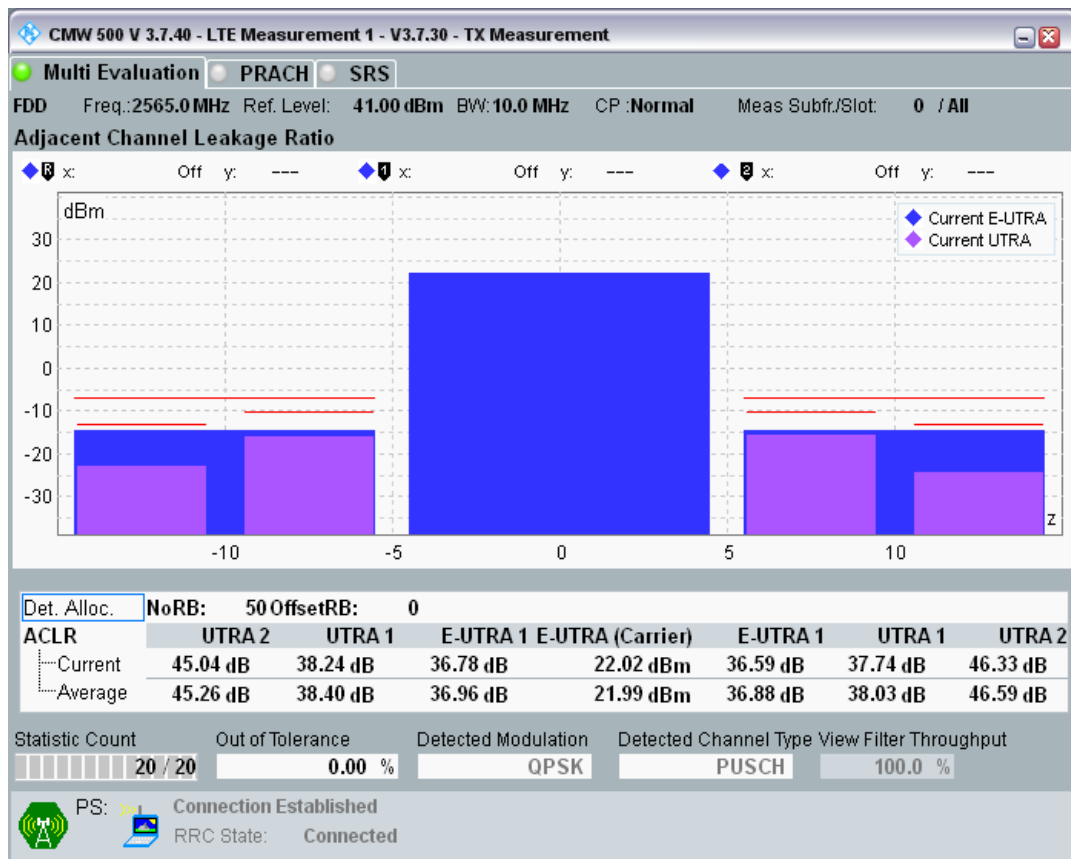 CMW 500 V 3.7.40 - LTE Measurement 1 - V3.7.30 - TX Measurement
Multi Evaluation PRACH SRS
FDD Freq.:2565.0 MHz Ref. Level: 41.00 dBm BW:10.0 MHz CP :Normal Meas Subfr./Slot: 0 / All
Adjacent Channel Leakage Ratio
R x: Off y: --- 1 x: Off y: --- 2 x: Off y: ---
dBm
Current E-UTRA
Current UTRA
30
20
10
0
-10
-20
-30
z
-10 -5 0 5 10
Det. Alloc. NoRB: 50 OffsetRB: 0
ACLR UTRA 2 UTRA 1 E-UTRA 1 E-UTRA (Carrier) E-UTRA 1 UTRA 1 UTRA 2
Current 45.04 dB 38.24 dB 36.78 dB 22.02 dBm 36.59 dB 37.74 dB 46.33 dB
Average 45.26 dB 38.40 dB 36.96 dB 21.99 dBm 36.88 dB 38.03 dB 46.59 dB
Statistic Count Out of Tolerance Detected Modulation Detected Channel Type View Filter Throughput
20 / 20 0.00 % QPSK PUSCH 100.0 %
PS: Connection Established
RRC State: Connected